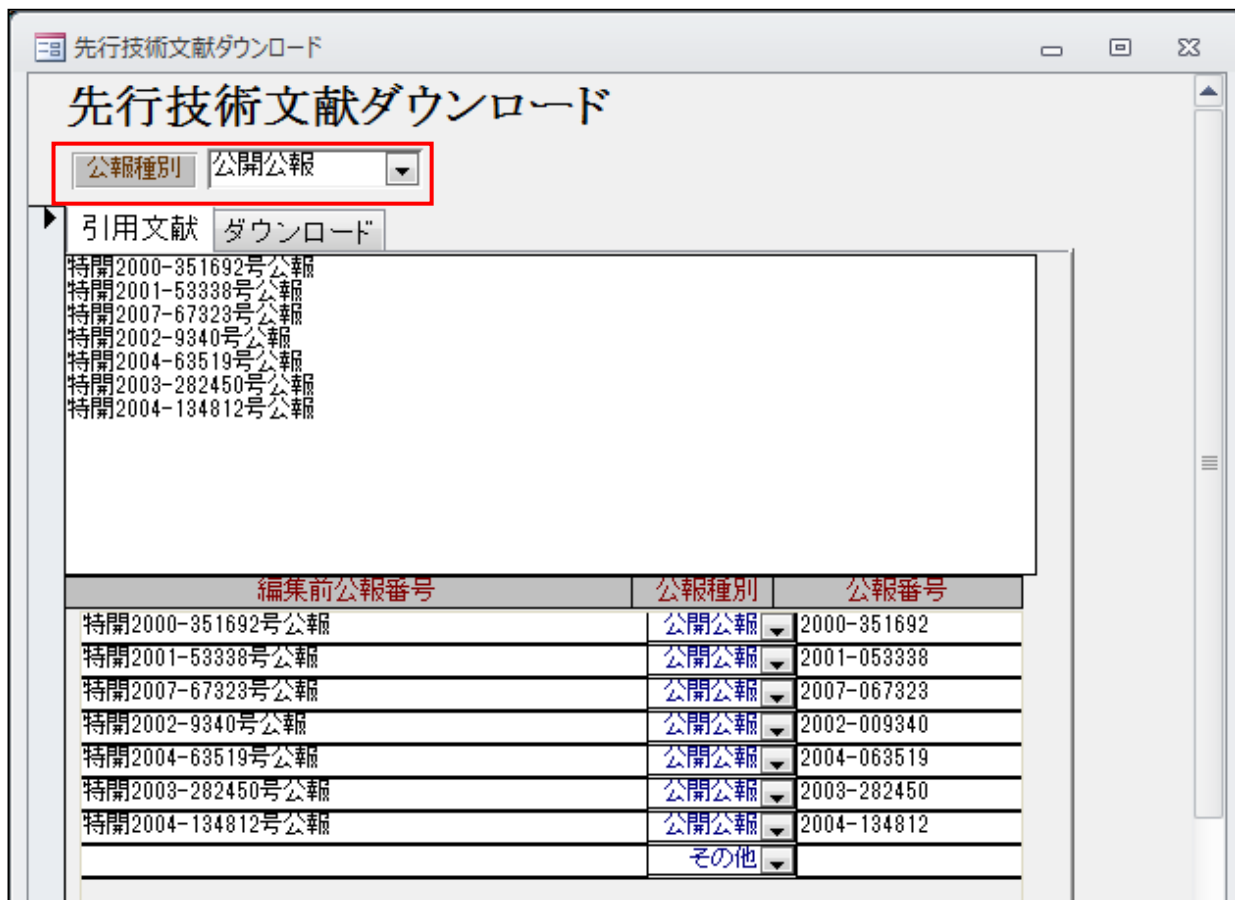 先行技術文献ダウンロード
先行技術文献ダウンロード
公報種別 公開公報
引用文献 ダウンロード
特開2000-351692号公報
特開2001-53338号公報
特開2007-67323号公報
特開2002-9340号公報
特開2004-63519号公報
特開2003-282450号公報
特開2004-134812号公報
編集前公報番号 公報種別 公報番号
特開2000-351692号公報 公開公報 2000-351692
特開2001-53338号公報 公開公報 2001-053338
特開2007-67323号公報 公開公報 2007-067323
特開2002-9340号公報 公開公報 2002-009340
特開2004-63519号公報 公開公報 2004-063519
特開2003-282450号公報 公開公報 2003-282450
特開2004-134812号公報 公開公報 2004-134812
その他